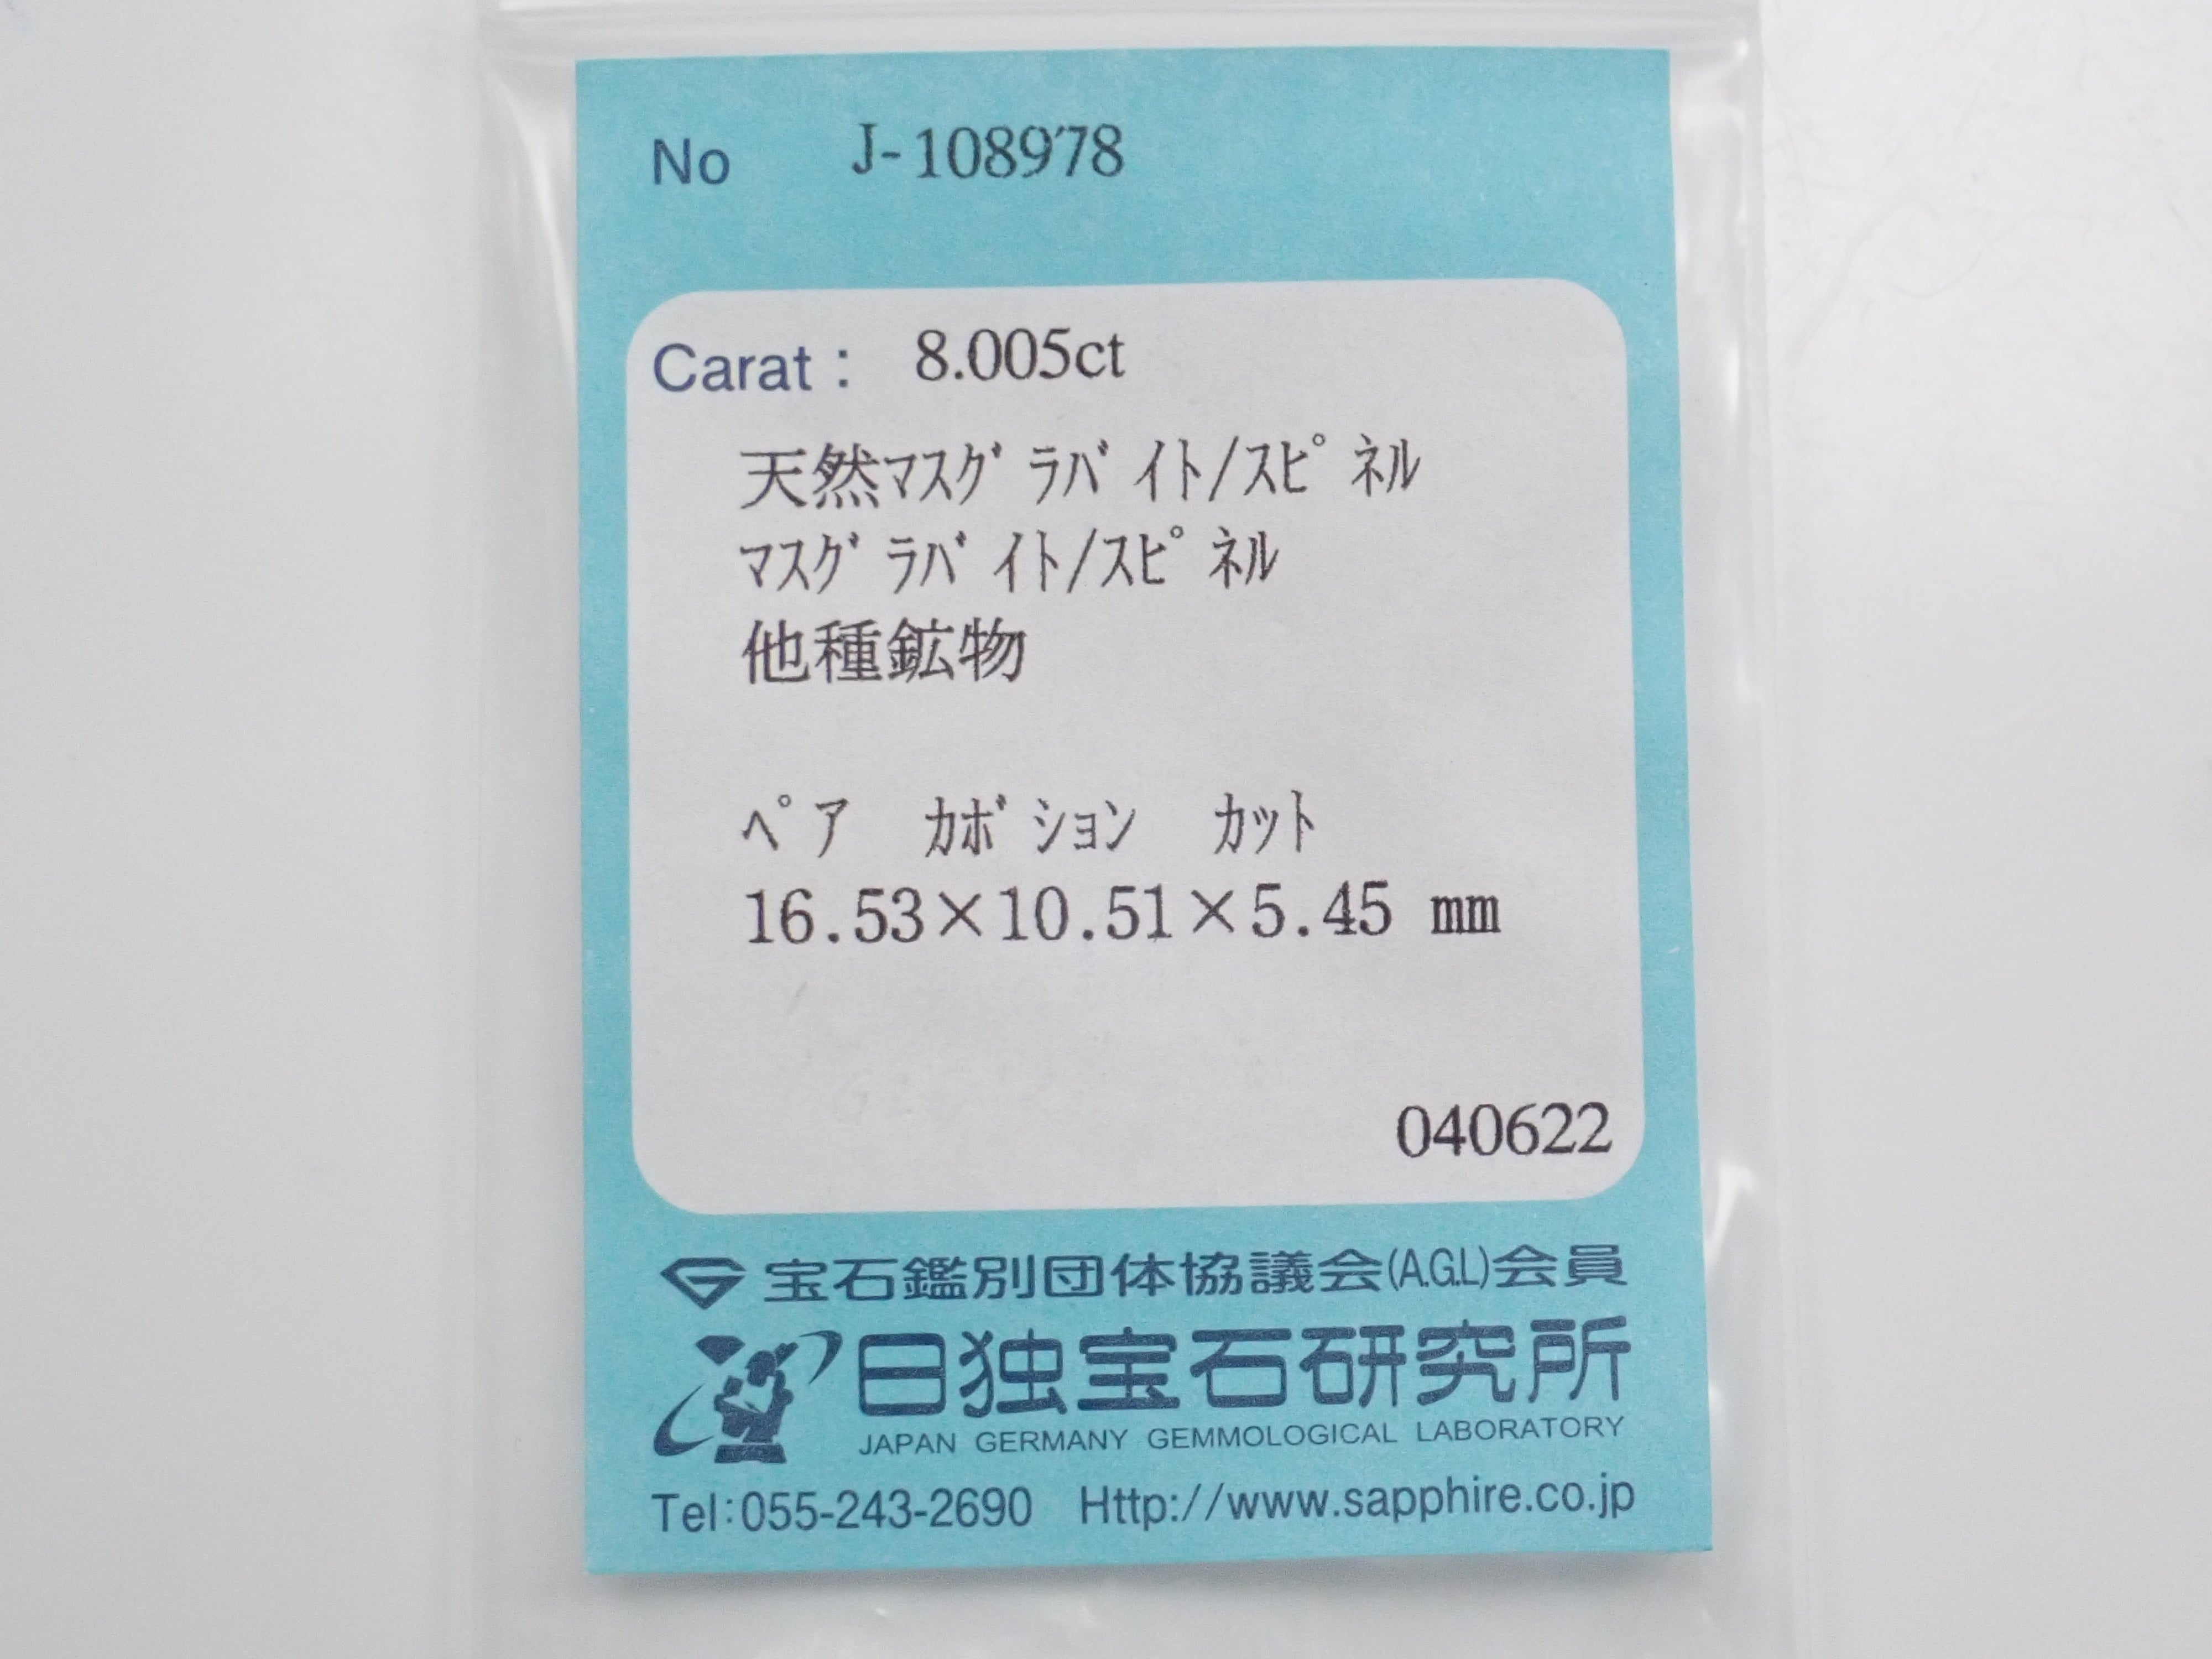 No J-108978
Carat： 8.005ct
天然ﾏｽｸﾞﾗﾊﾞｲﾄ/ｽﾋﾟﾈﾙ
ﾏｽｸﾞﾗﾊﾞｲﾄ/ｽﾋﾟﾈﾙ
他種鉱物
ﾍﾟｱ ｶﾎﾞｼｮﾝ ｶｯﾄ
16.53×10.51×5.45 mm
040622
宝石鑑別団体協議会(A.G.L)会員
日独宝石研究所
JAPAN GERMANY GEMMOLOGICAL LABORATORY
Tel:055-243-2690 Http://www.sapphire.co.jp